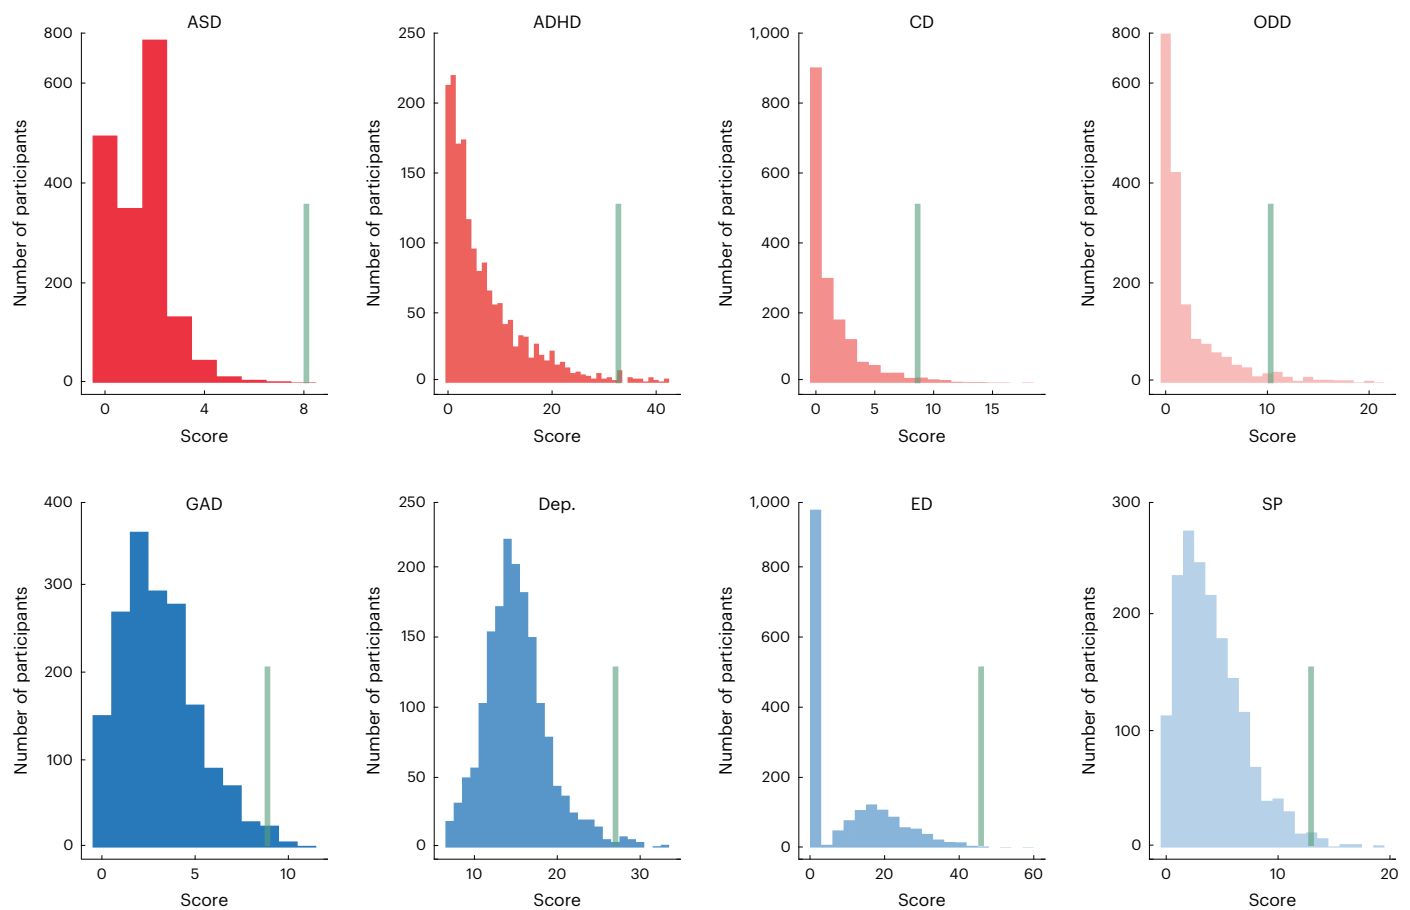 ASD
800
600
400
200
0
0 4 8
Score
Number of participants
ADHD
250
200
150
100
50
0
0 20 40
Score
Number of participants
CD
1,000
800
600
400
200
0
0 5 10 15
Score
Number of participants
ODD
800
600
400
200
0
0 10 20
Score
Number of participants
GAD
400
300
200
100
0
0 5 10
Score
Number of participants
Dep.
250
200
150
100
50
0
10 20 30
Score
Number of participants
ED
1,000
800
600
400
200
0
0 20 40 60
Score
Number of participants
SP
300
200
100
0
0 10 20
Score
Number of participants